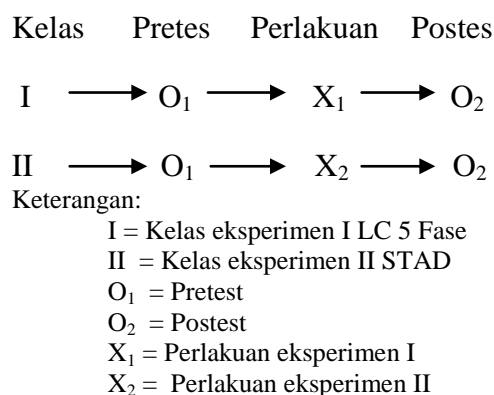 Kelas Pretes Perlakuan Postes
I O₁ X₁ O₂
II O₁ X₂ O₂
Keterangan:
I = Kelas eksperimen I LC 5 Fase
II = Kelas eksperimen II STAD
O₁ = Pretest
O₂ = Postest
X₁ = Perlakuan eksperimen I
X₂ = Perlakuan eksperimen II